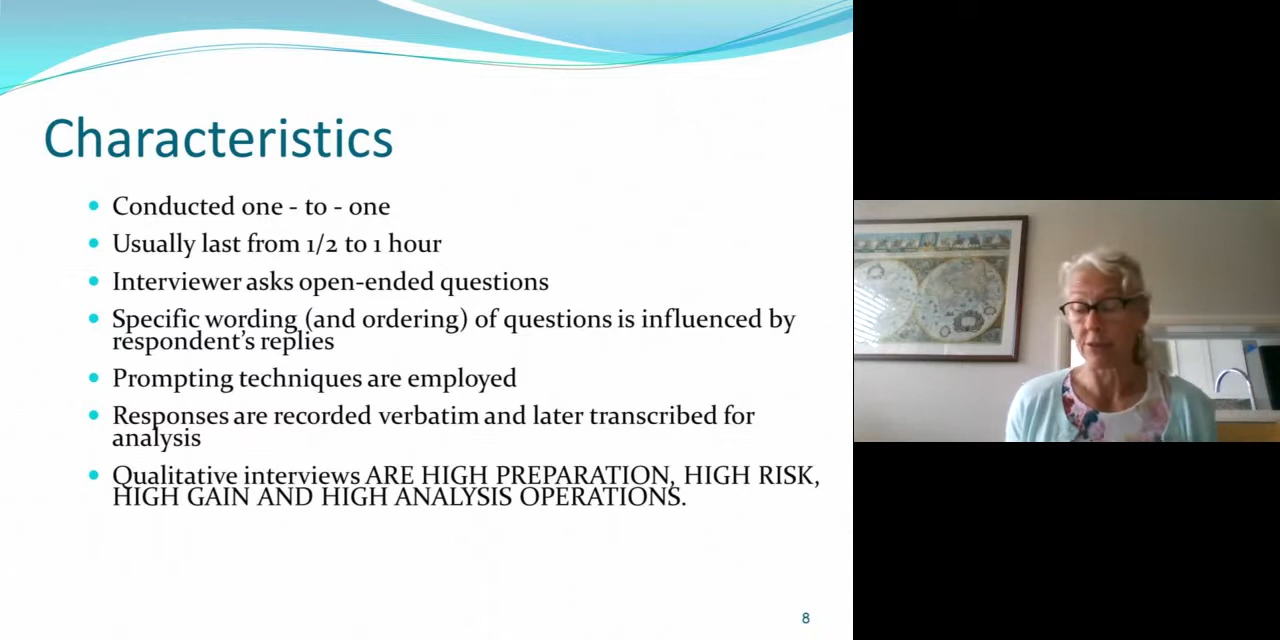 Characteristics
Conducted one - to - one
Usually last from 1/2 to 1 hour
Interviewer asks open-ended questions
Specific wording (and ordering) of questions is influenced by
respondent's replies
Prompting techniques are employed
Responses are recorded verbatim and later transcribed for
analysis
Qualitative interviews ARE HIGH PREPARATION, HIGH RISK,
HIGH GAIN AND HIGH ANALYSIS OPERATIONS.
8